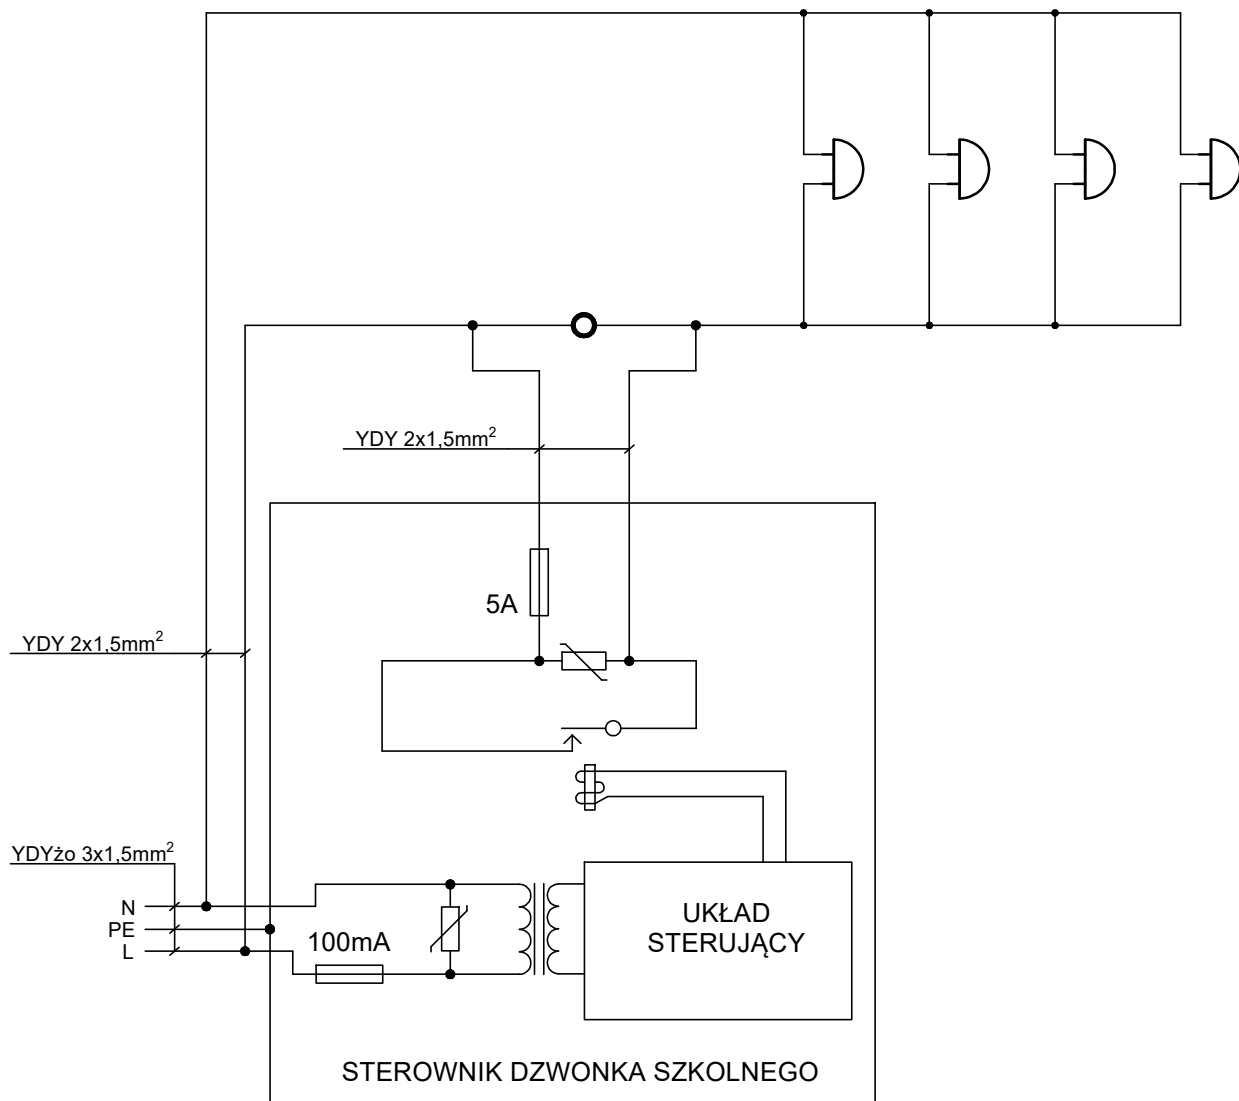 YDY 2x1,5mm²
5A
YDY 2x1,5mm²
YDYżo 3x1,5mm²
N
PE
L
100mA
UKŁAD
STERUJĄCY
STEROWNIK DZWONKA SZKOLNEGO